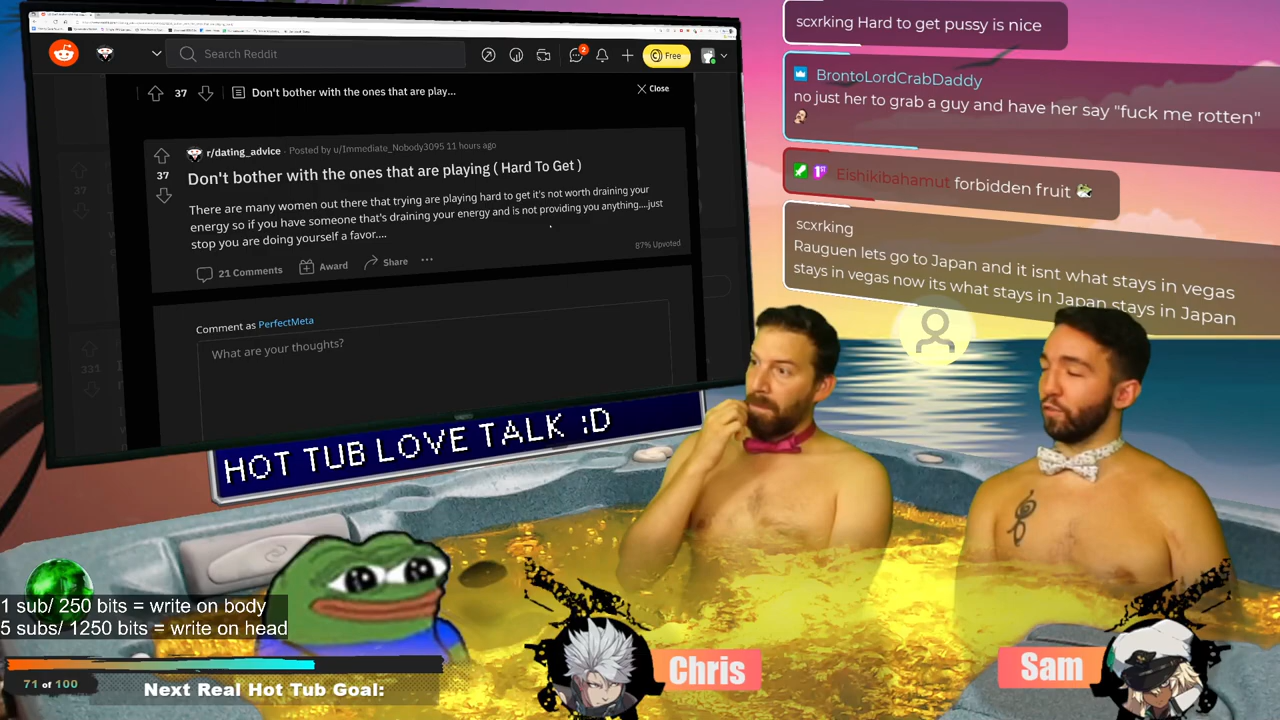 Search Reddit
2
Free
37
Don't bother with the ones that are play...
Close
r/dating_advice · Posted by u/Immediate_Nobody3095 11 hours ago
37
Don't bother with the ones that are playing ( Hard To Get )
There are many women out there that trying are playing hard to get it's not worth draining your
energy so if you have someone that's draining your energy and is not providing you anything....just
stop you are doing yourself a favor....
87% Upvoted
21 Comments
Award
Share
Comment as PerfectMeta
What are your thoughts?
37
331
HOT TUB LOVE TALK :D
scxrking Hard to get pussy is nice
BrontoLordCrabDaddy
no just her to grab a guy and have her say "fuck me rotten"
1ST
Eishikibahamut forbidden fruit
scxrking
Rauguen lets go to Japan and it isnt what stays in vegas
stays in vegas now its what stays in Japan stays in Japan
1 sub/ 250 bits = write on body
5 subs/ 1250 bits = write on head
71 of 100
Next Real Hot Tub Goal:
Chris
Sam